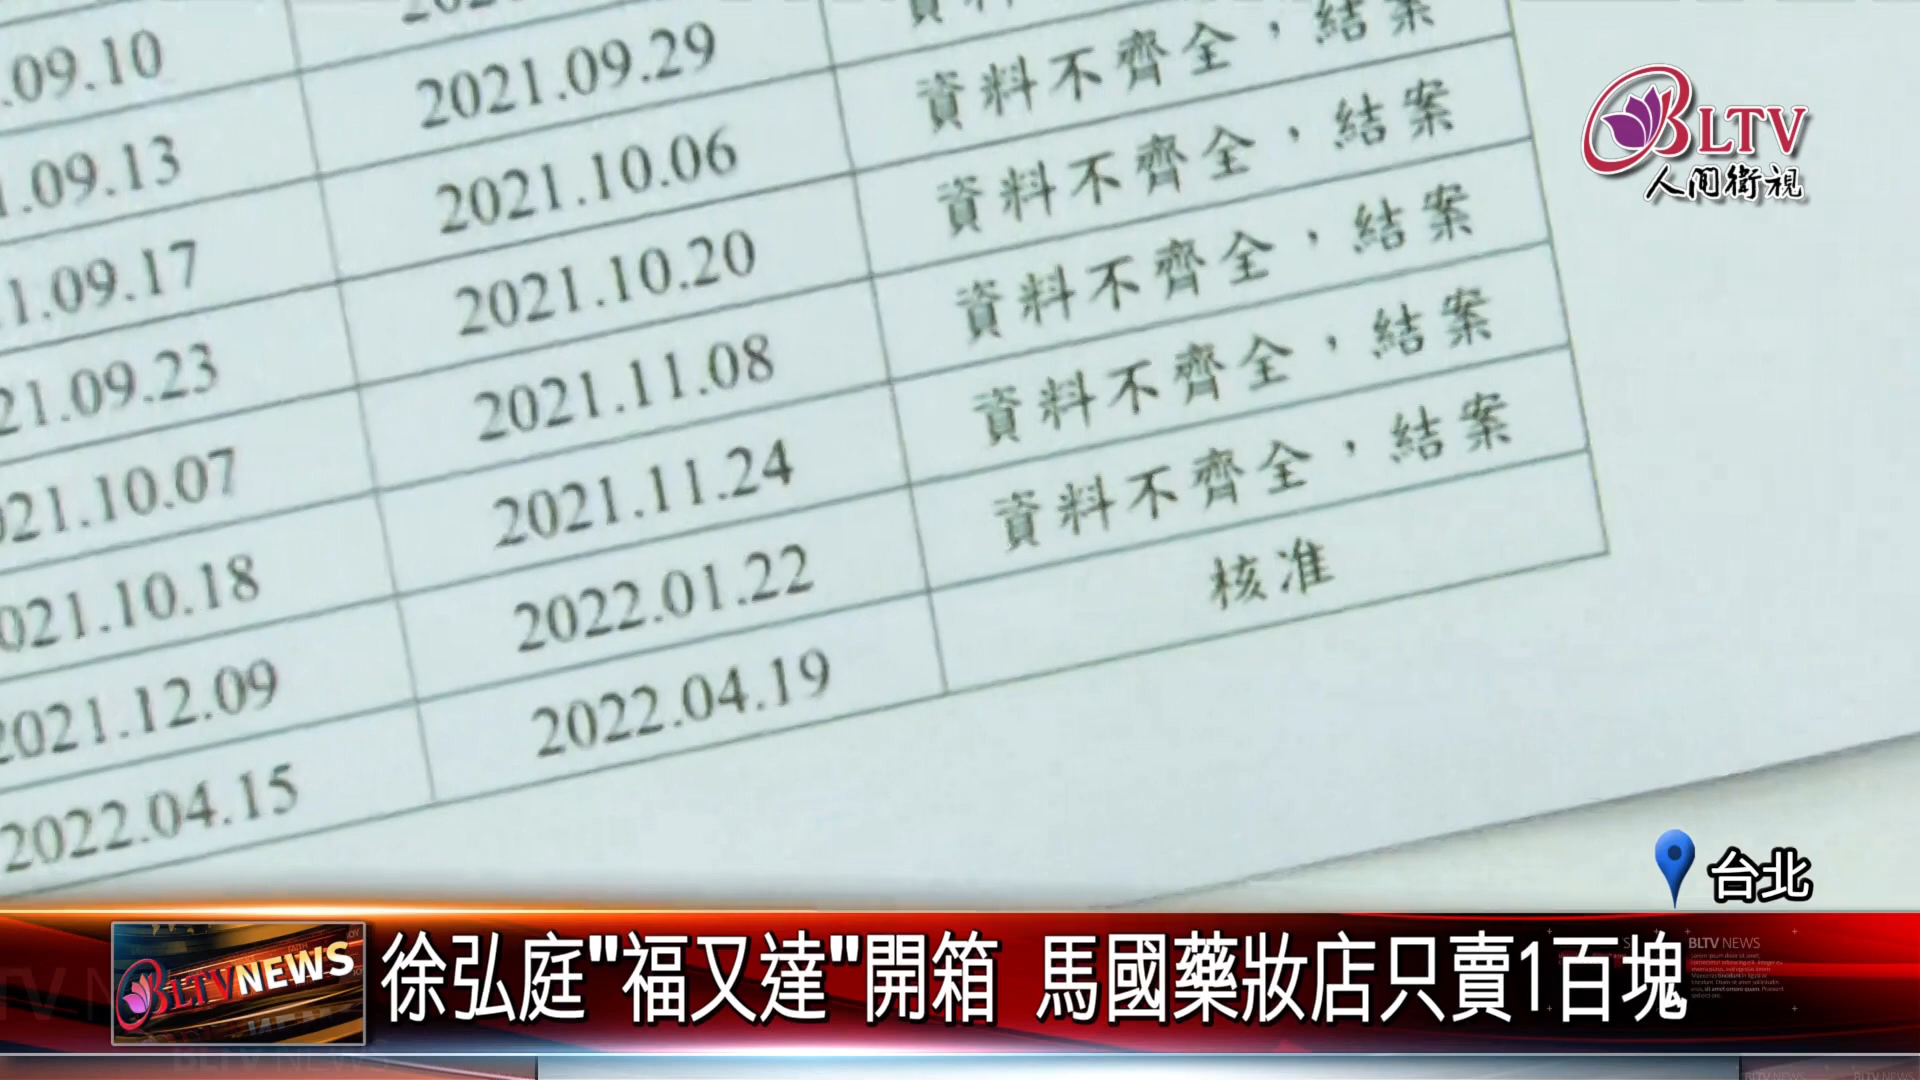 .09.10
2021.09.29
資料不齊全，結案
1.09.13
2021.10.06
資料不齊全，結案
1.09.17
2021.10.20
資料不齊全，結案
21.09.23
2021.11.08
資料不齊全，結案
021.10.07
2021.11.24
資料不齊全，結案
021.10.18
2022.01.22
核准
2021.12.09
2022.04.19
2022.04.15
BLTV
人間衛視
台北
BLTV NEWS
徐弘庭"福又達"開箱 馬國藥妝店只賣1百塊
BLTV NEWS